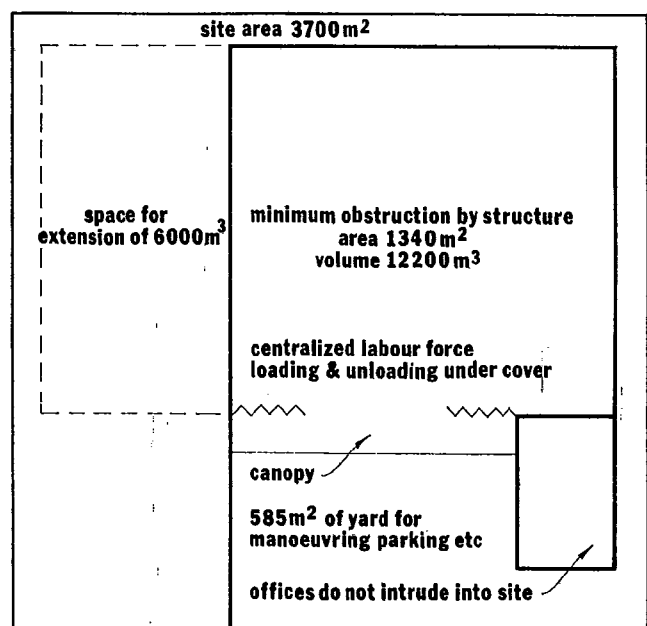 site area 3700m²
space for
extension of 6000m³
minimum obstruction by structure
area 1340m²
volume 12200m³
centralized labour force
loading & unloading under cover
canopy
585m² of yard for
manoeuvring parking etc
offices do not intrude into site